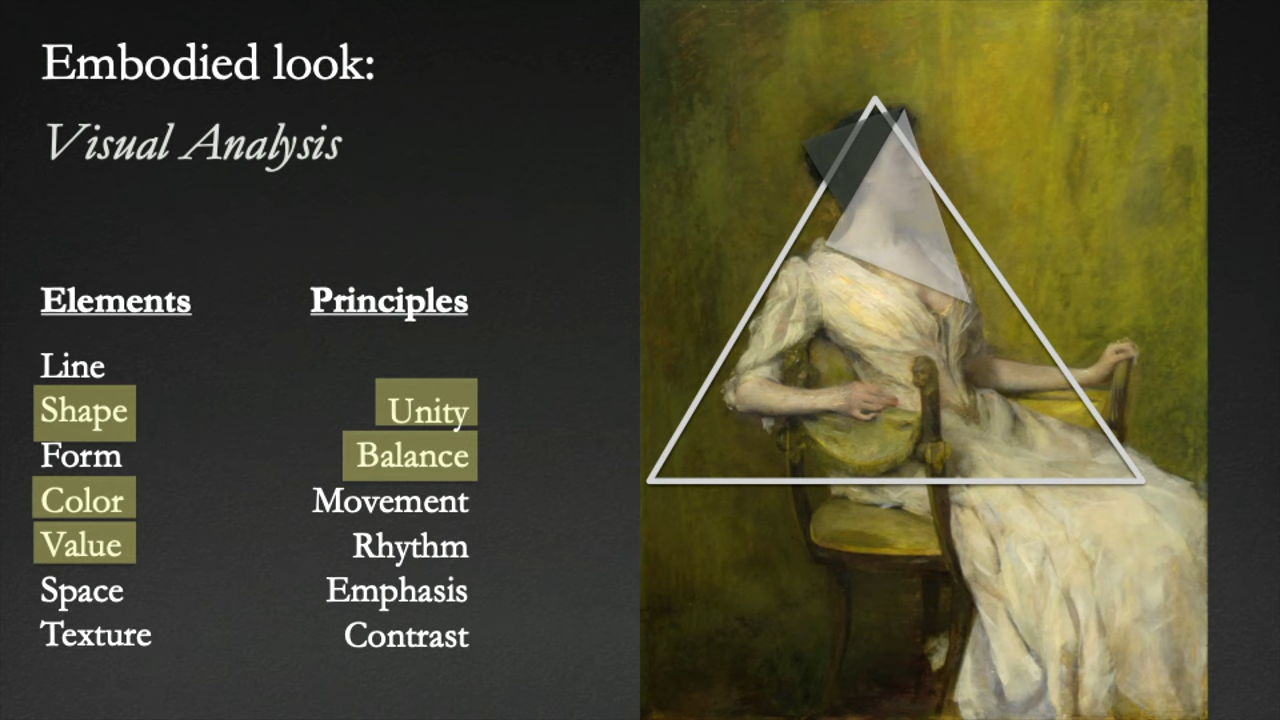 Embodied look:
Visual Analysis
Elements
Line
Shape
Form
Color
Value
Space
Texture
Principles
Unity
Balance
Movement
Rhythm
Emphasis
Contrast